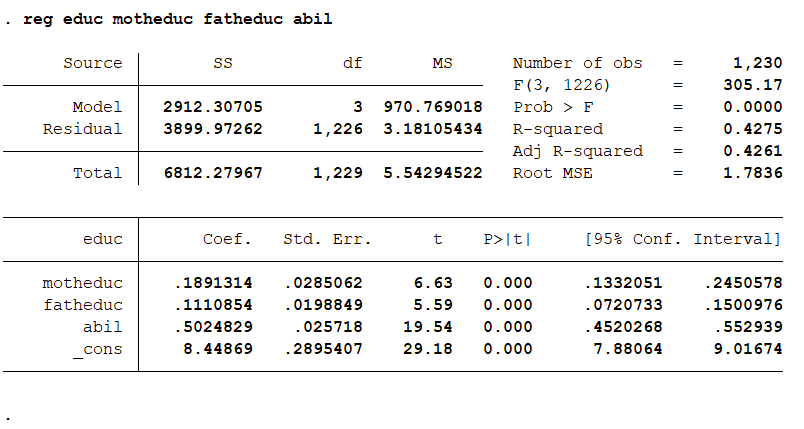 . reg educ motheduc fatheduc abil
Source | SS df MS Number of obs = 1,230
F(3, 1226) = 305.17
Model | 2912.30705 3 970.769018 Prob > F = 0.0000
Residual | 3899.97262 1,226 3.18105434 R-squared = 0.4275
Adj R-squared = 0.4261
Total | 6812.27967 1,229 5.54294522 Root MSE = 1.7836
educ | Coef. Std. Err. t P>|t| [95% Conf. Interval]
motheduc | .1891314 .0285062 6.63 0.000 .1332051 .2450578
fatheduc | .1110854 .0198849 5.59 0.000 .0720733 .1500976
abil | .5024829 .025718 19.54 0.000 .4520268 .552939
_cons | 8.44869 .2895407 29.18 0.000 7.88064 9.01674
.